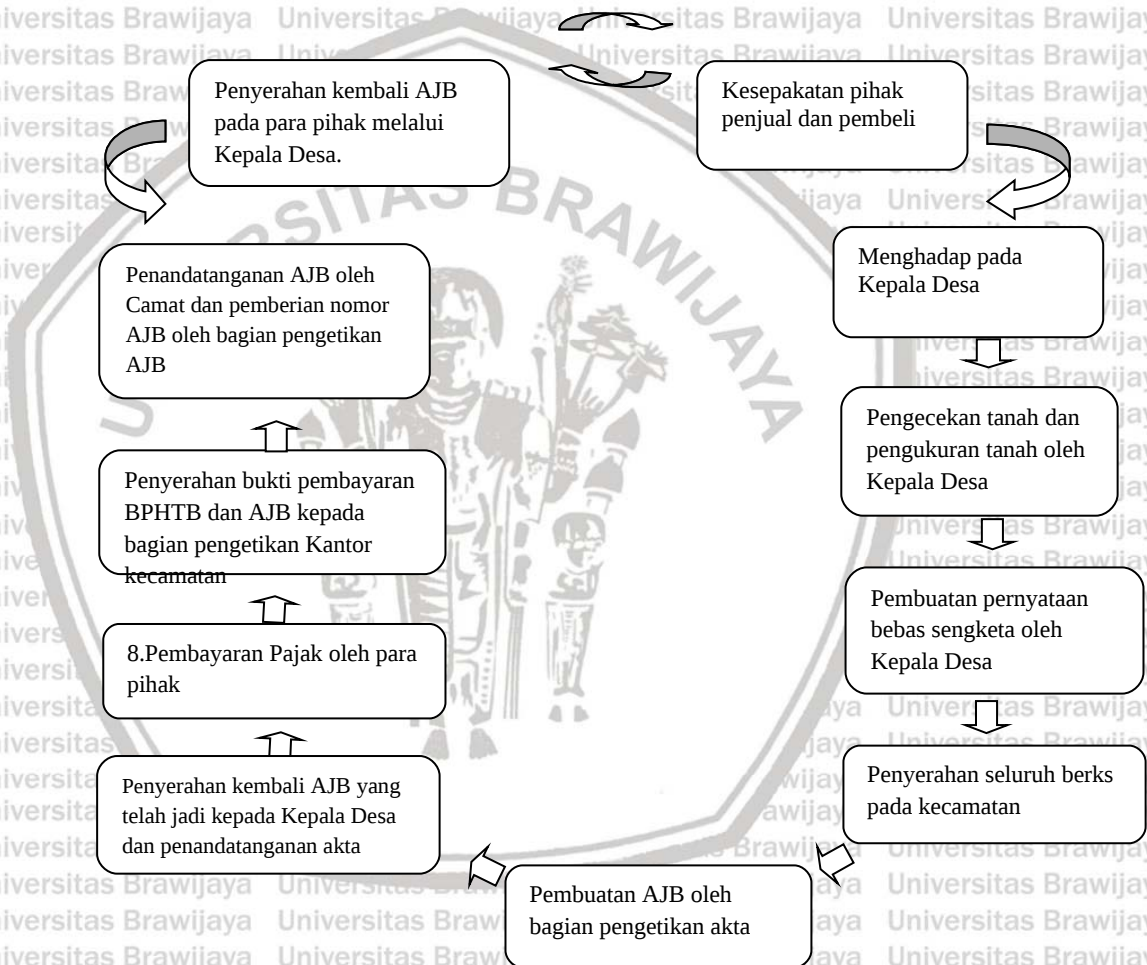 Kesepakatan pihak
penjual dan pembeli
Menghadap pada
Kepala Desa
Pengecekan tanah dan
pengukuran tanah oleh
Kepala Desa
Pembuatan pernyataan
bebas sengketa oleh
Kepala Desa
Penyerahan seluruh berks
pada kecamatan
Pembuatan AJB oleh
bagian pengetikan akta
Penyerahan kembali AJB yang
telah jadi kepada Kepala Desa
dan penandatanganan akta
8.Pembayaran Pajak oleh para
pihak
Penyerahan bukti pembayaran
BPHTB dan AJB kepada
bagian pengetikan Kantor
kecamatan
Penandatanganan AJB oleh
Camat dan pemberian nomor
AJB oleh bagian pengetikan
AJB
Penyerahan kembali AJB
pada para pihak melalui
Kepala Desa.
UNIVERSITAS BRAWIJAYA
Universitas Brawijaya